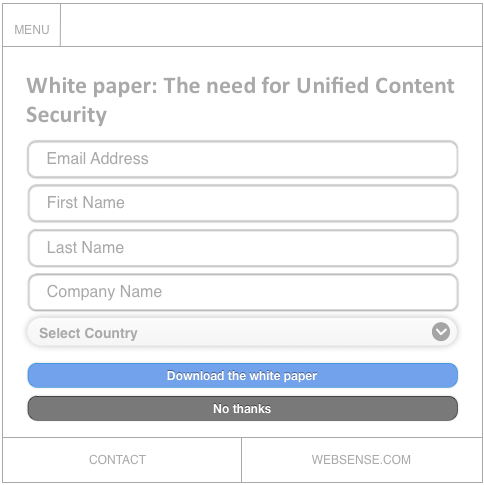 MENU
White paper: The need for Unified Content
Security
Email Address
First Name
Last Name
Company Name
Select Country
Download the white paper
No thanks
CONTACT
WEBSENSE.COM